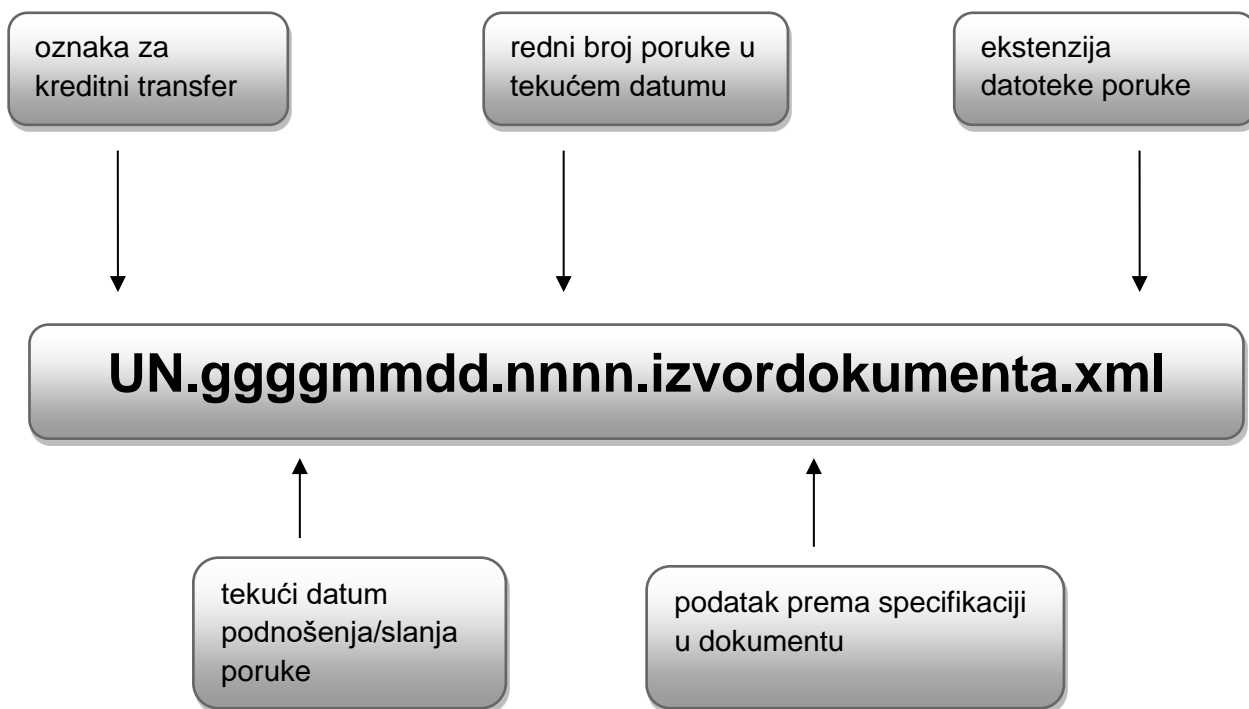 oznaka za
kreditni transfer
redni broj poruke u
tekućem datumu
ekstenzija
datoteke poruke
UN.ggggmmdd.nnnn.izvordokumenta.xml
tekući datum
podnošenja/slanja
poruke
podatak prema specifikaciji
u dokumentu